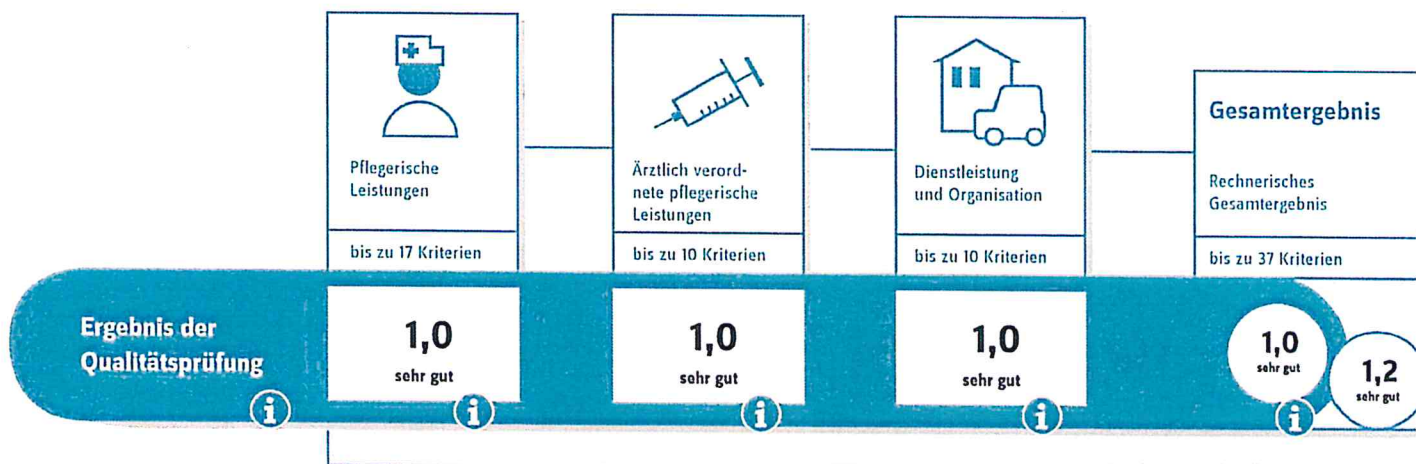 Pflegerische
Leistungen
bis zu 17 Kriterien
Ärztlich verord-
nete pflegerische
Leistungen
bis zu 10 Kriterien
Dienstleistung
und Organisation
bis zu 10 Kriterien
Gesamtergebnis
Rechnerisches
Gesamtergebnis
bis zu 37 Kriterien
Ergebnis der
Qualitätsprüfung
i
1,0
sehr gut
i
1,0
sehr gut
i
1,0
sehr gut
i
1,0
sehr gut
i
1,2
sehr gut